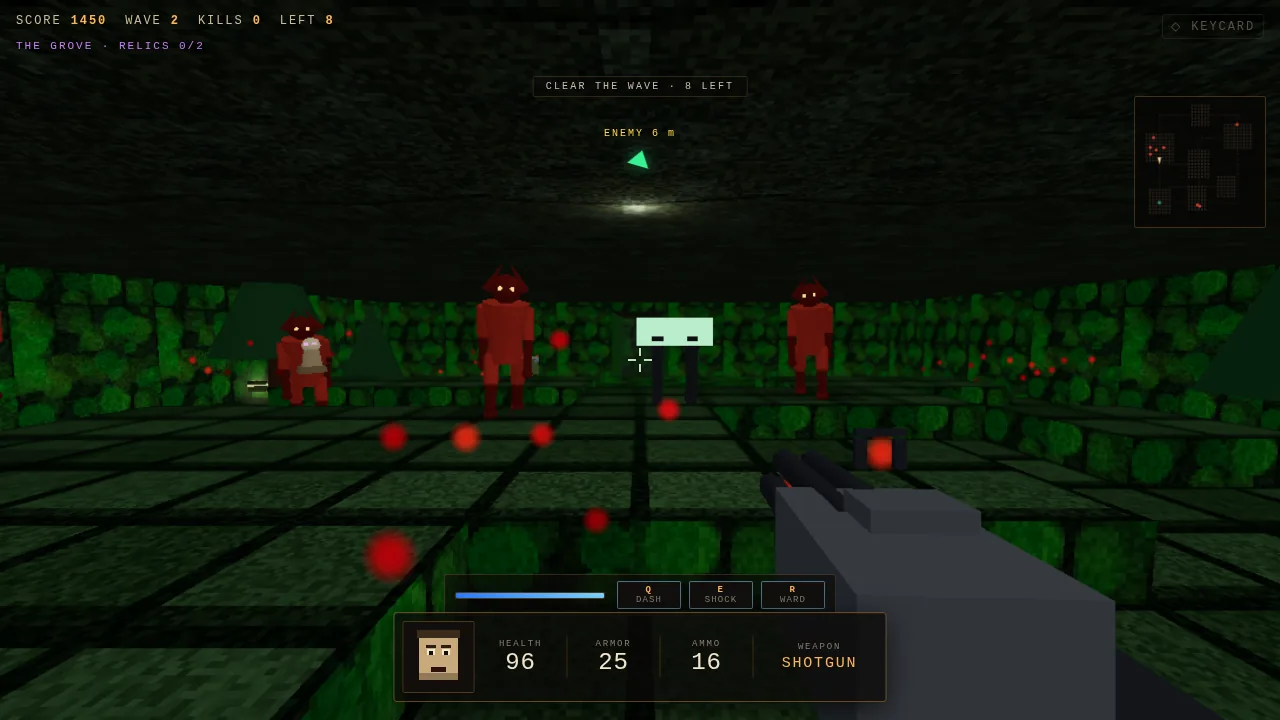 SCORE 1450 WAVE 2 KILLS 0 LEFT 8
◇ KEYCARD
THE GROVE · RELICS 0/2
CLEAR THE WAVE · 8 LEFT
ENEMY 6 m
Q E R
DASH SHOCK WARD
HEALTH ARMOR AMMO WEAPON
96 25 16 SHOTGUN